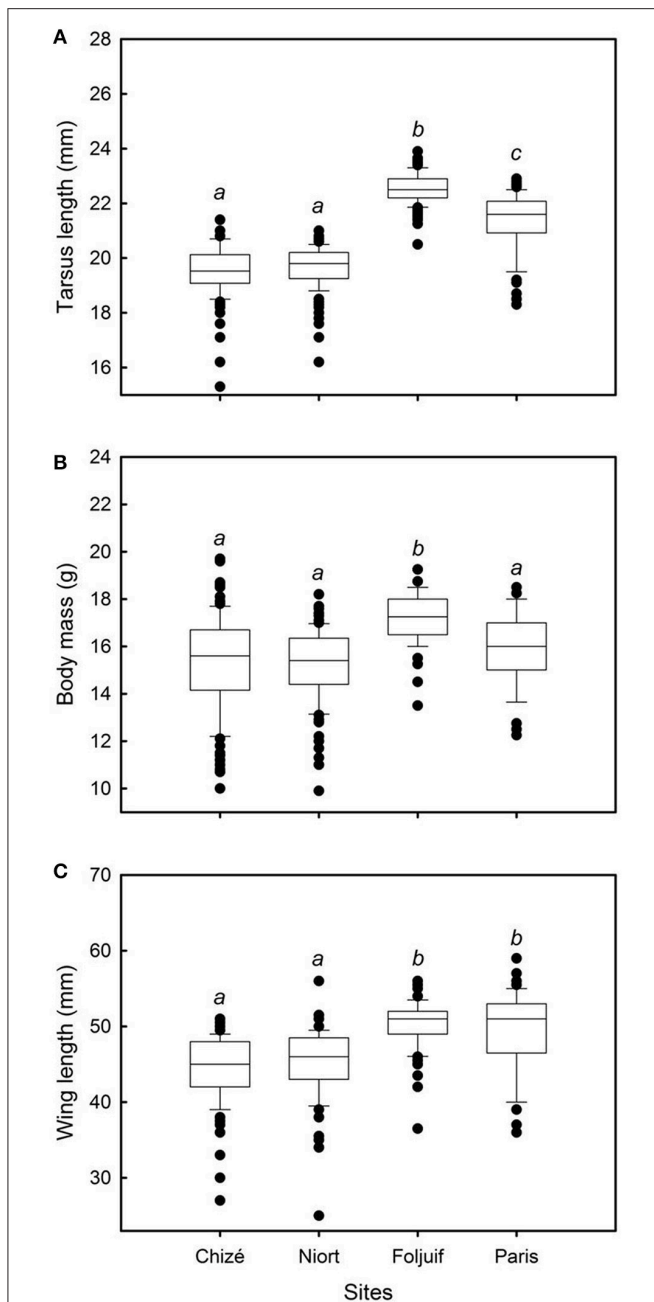 A
Tarsus length (mm)
28
26
24
22
20
18
16
a
a
b
c
B
Body mass (g)
24
22
20
18
16
14
12
10
a
a
b
a
C
Wing length (mm)
70
60
50
40
30
a
a
b
b
Chizé Niort Foljuif Paris
Sites